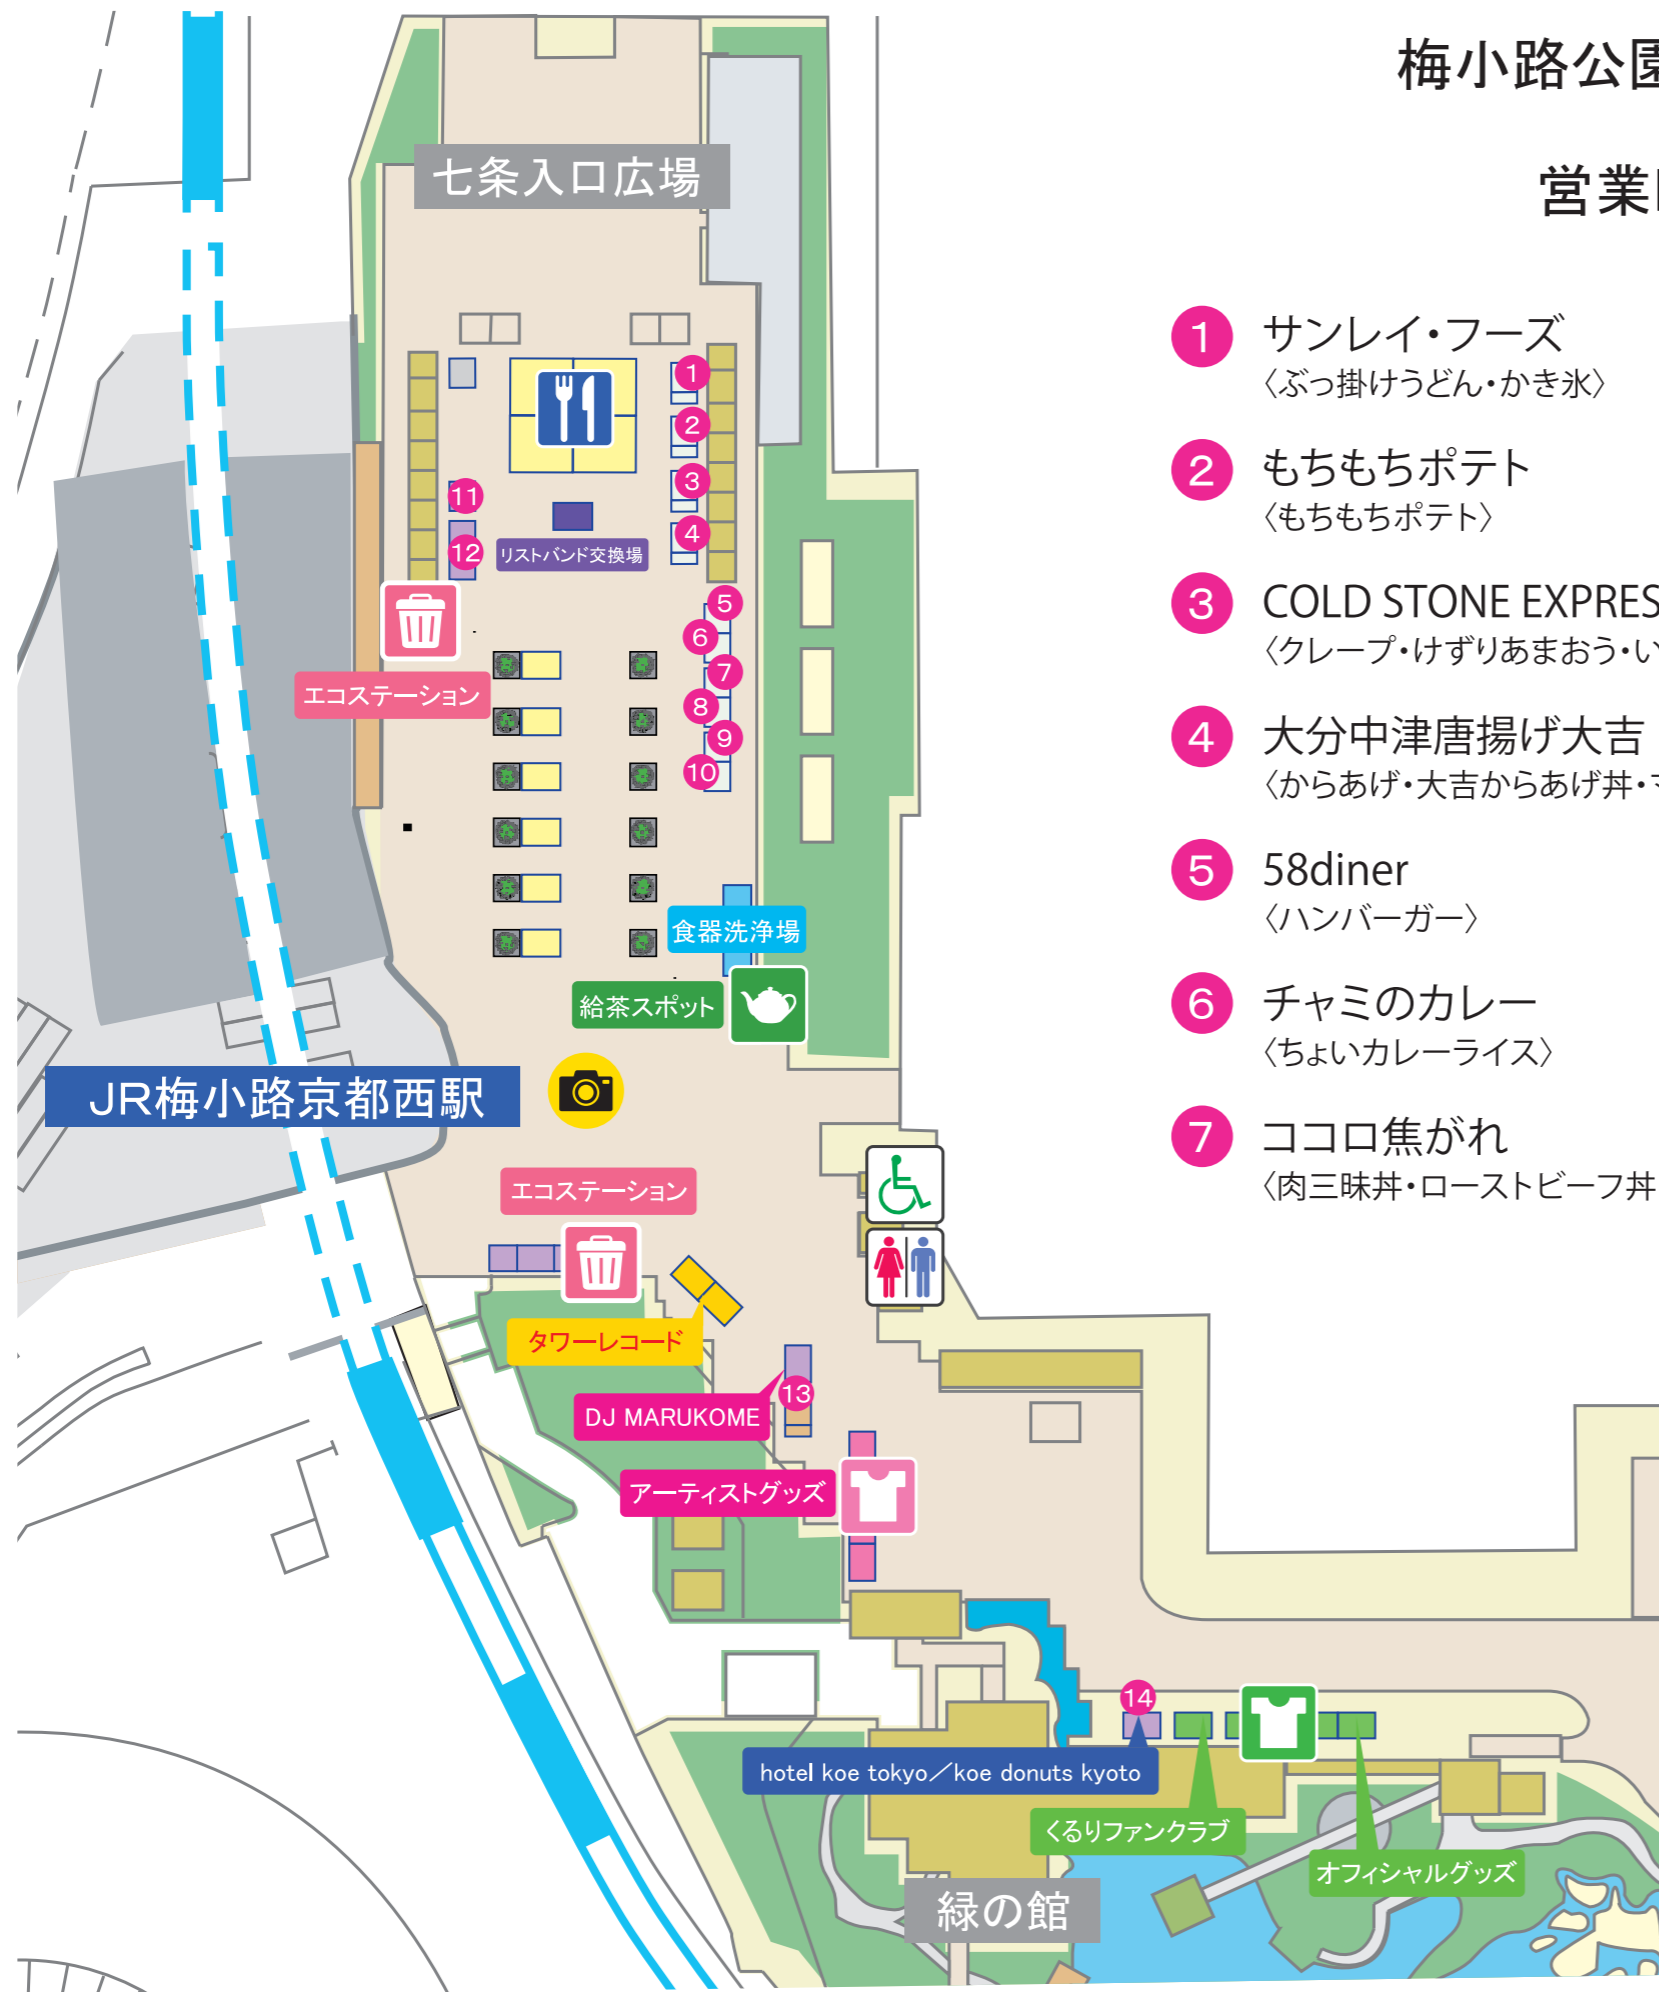 梅小路公園
営業
七条入口広場
1 サンレイ・フーズ
〈ぶっ掛けうどん・かき氷〉
2 もちもちポテト
〈もちもちポテト〉
3 COLD STONE EXPRES
〈クレープ・けずりあまおう・い
4 大分中津唐揚げ大吉
〈からあげ・大吉からあげ丼・
5 58diner
〈ハンバーガー〉
6 チャミのカレー
〈ちょいカレーライス〉
7 ココロ焦がれ
〈肉三昧丼・ローストビーフ丼
1
2
3
4
11
12
リストバンド交換場
5
6
7
8
9
10
エコステーション
食器洗浄場
給茶スポット
JR梅小路京都西駅
エコステーション
タワーレコード
13
DJ MARUKOME
アーティストグッズ
14
hotel koe tokyo／koe donuts kyoto
くるりファンクラブ
オフィシャルグッズ
緑の館